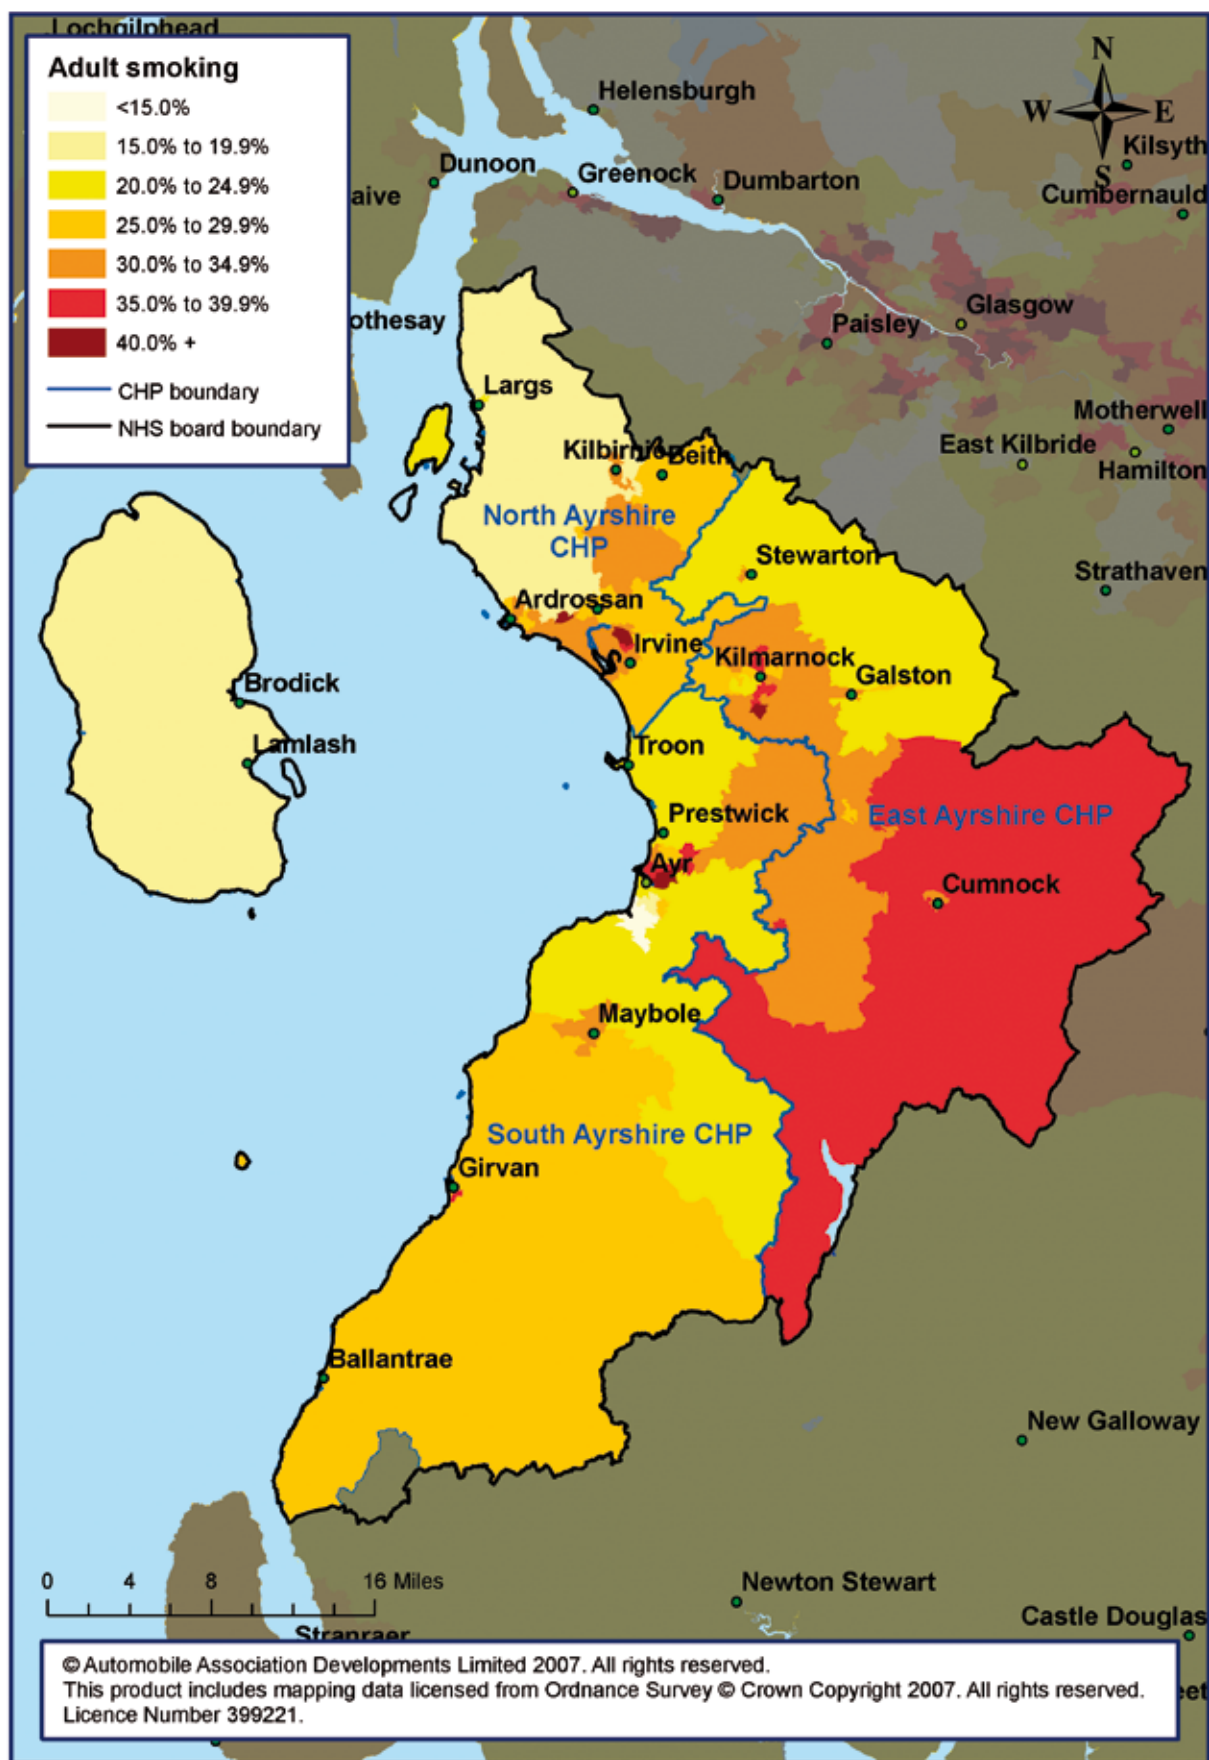 Lochgilphead
Adult smoking
<15.0%
15.0% to 19.9%
20.0% to 24.9%
25.0% to 29.9%
30.0% to 34.9%
35.0% to 39.9%
40.0% +
CHP boundary
NHS board boundary
N
W
E
S
Helensburgh
Kilsyth
Dunoon
Greenock
Dumbarton
Cumbernauld
aive
othesay
Glasgow
Paisley
Largs
Motherwell
East Kilbride
Hamilton
Kilbirnie
Beith
North Ayrshire
CHP
Stewarton
Strathaven
Ardrossan
Irvine
Kilmarnock
Galston
Brodick
Lamlash
Troon
Prestwick
East Ayrshire CHP
Ayr
Cumnock
Maybole
South Ayrshire CHP
Girvan
Ballantrae
New Galloway
0 4 8 16 Miles
Newton Stewart
Castle Douglas
Stranraer
© Automobile Association Developments Limited 2007. All rights reserved.
This product includes mapping data licensed from Ordnance Survey © Crown Copyright 2007. All rights reserved.
Licence Number 399221.
eet